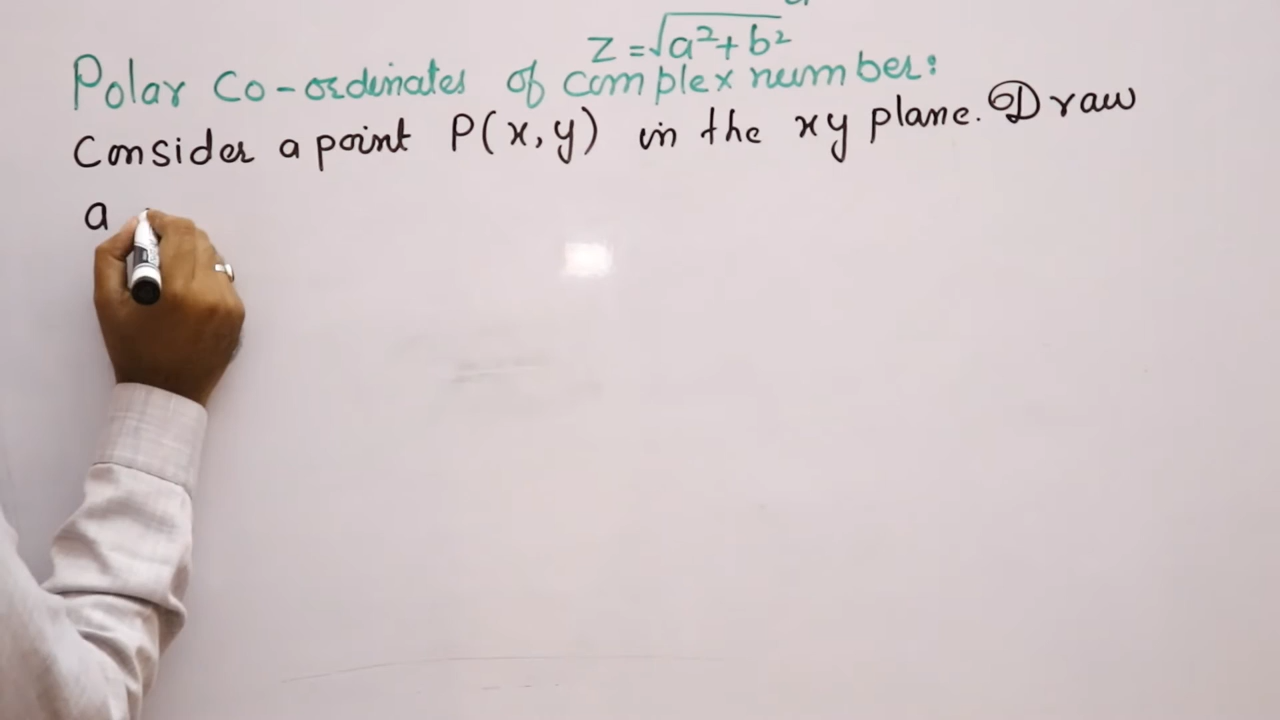 Z = √a²+b²
Polar Co-ordinates of complex number:
Consider a point P(x,y) in the xy plane. Draw
a